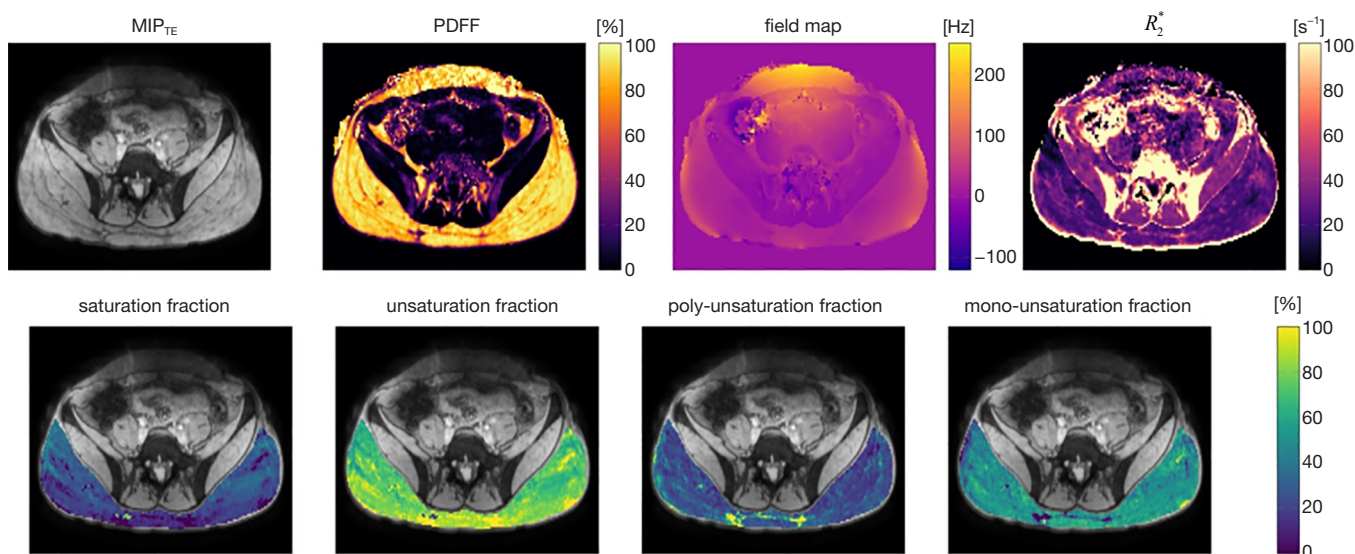 MIP_TE
PDFF
[%]
field map
[Hz]
R₂*
[s⁻¹]
100
80
60
40
20
0
200
100
0
−100
100
80
60
40
20
0
saturation fraction
unsaturation fraction
poly-unsaturation fraction
mono-unsaturation fraction
[%]
100
80
60
40
20
0